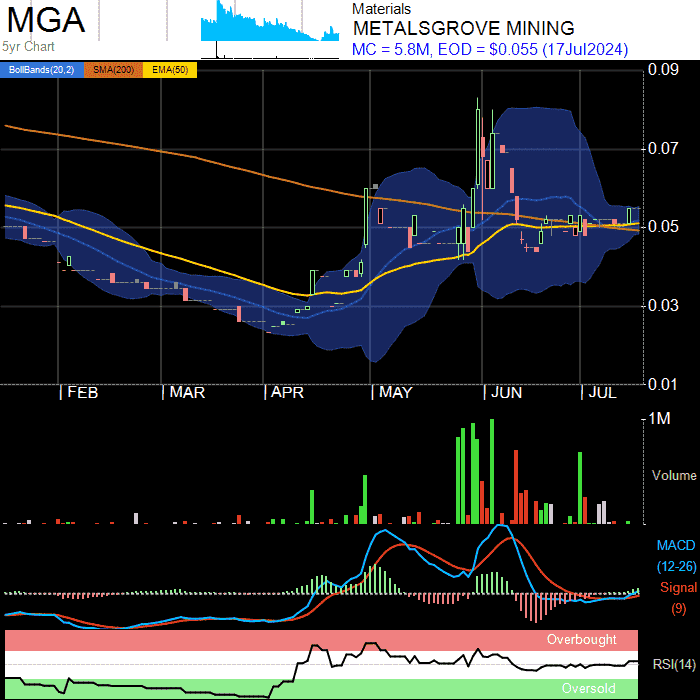 MGA
5yr Chart
Materials
METALSGROVE MINING
MC = 5.8M, EOD = $0.055 (17Jul2024)
BollBands(20,2) SMA(200) EMA(50)
0.09
0.07
0.05
0.03
0.01
FEB MAR APR MAY JUN JUL
1M
Volume
MACD
(12-26)
Signal
(9)
Overbought
RSI(14)
Oversold